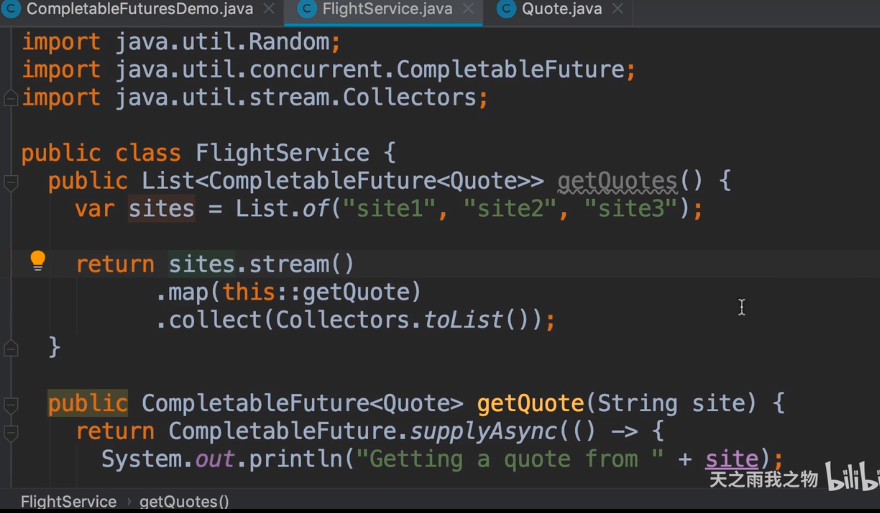 CompletableFuturesDemo.java FlightService.java Quote.java
import java.util.Random;
import java.util.concurrent.CompletableFuture;
import java.util.stream.Collectors;
public class FlightService {
public List<CompletableFuture<Quote>> getQuotes() {
var sites = List.of("site1", "site2", "site3");
return sites.stream()
.map(this::getQuote)
.collect(Collectors.toList());
}
public CompletableFuture<Quote> getQuote(String site) {
return CompletableFuture.supplyAsync(() -> {
System.out.println("Getting a quote from " + site);
天之雨我之物
FlightService › getQuotes()